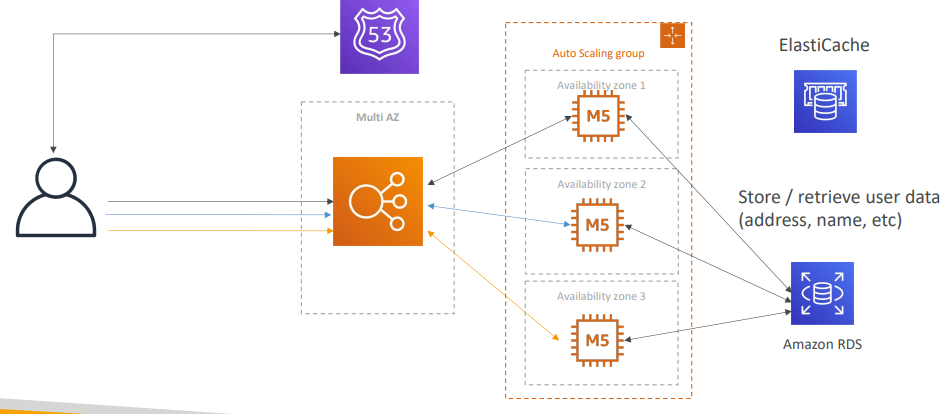 53
Auto Scaling group
ElastiCache
Multi AZ
Availability zone 1
M5
Availability zone 2
M5
Store / retrieve user data
(address, name, etc)
Availability zone 3
M5
Amazon RDS